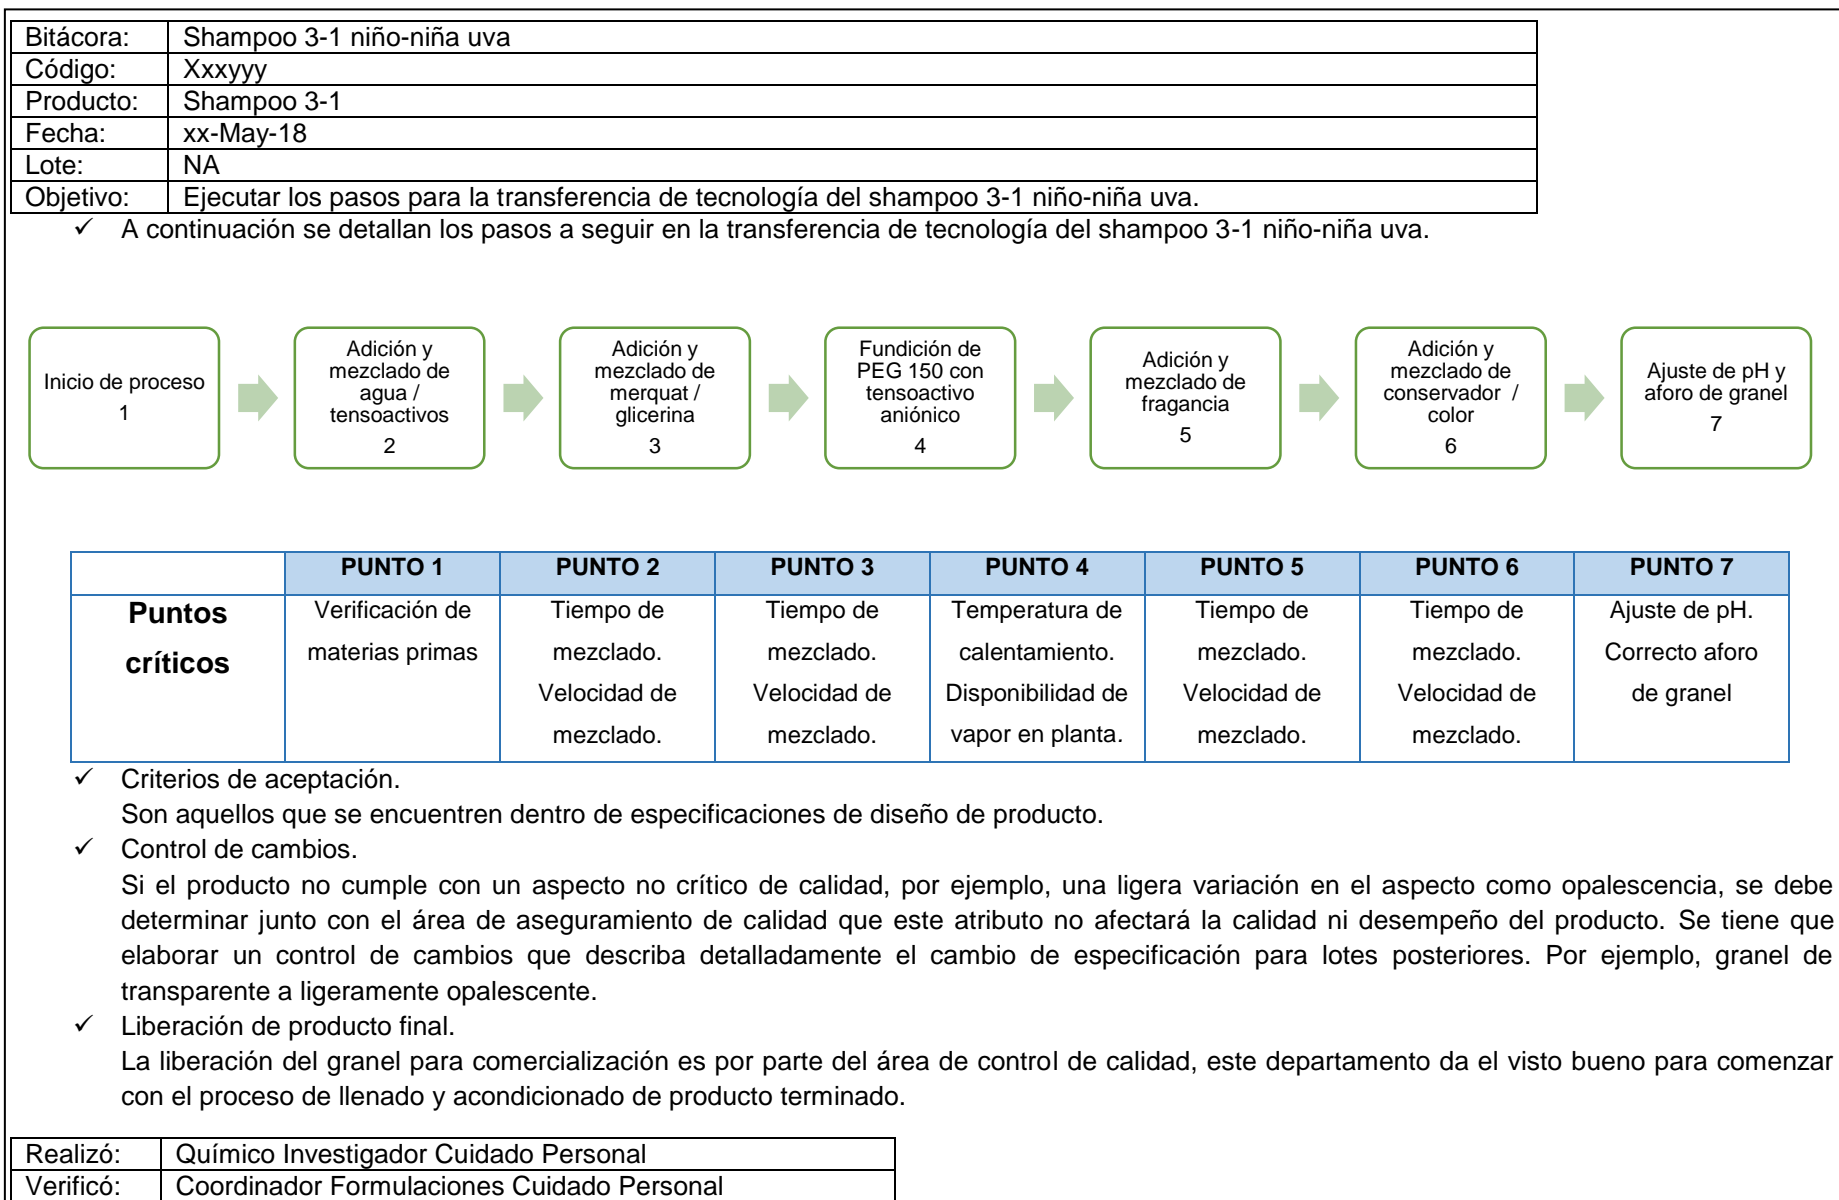 Bitácora: Shampoo 3-1 niño-niña uva
Código: Xxxyyy
Producto: Shampoo 3-1
Fecha: xx-May-18
Lote: NA
Objetivo: Ejecutar los pasos para la transferencia de tecnología del shampoo 3-1 niño-niña uva.
✓ A continuación se detallan los pasos a seguir en la transferencia de tecnología del shampoo 3-1 niño-niña uva.
Inicio de proceso
1
Adición y
mezclado de
agua /
tensoactivos
2
Adición y
mezclado de
merquat /
glicerina
3
Fundición de
PEG 150 con
tensoactivo
aniónico
4
Adición y
mezclado de
fragancia
5
Adición y
mezclado de
conservador /
color
6
Ajuste de pH y
aforo de granel
7
PUNTO 1 PUNTO 2 PUNTO 3 PUNTO 4 PUNTO 5 PUNTO 6 PUNTO 7
Puntos
críticos
Verificación de
materias primas
Tiempo de
mezclado.
Velocidad de
mezclado.
Tiempo de
mezclado.
Velocidad de
mezclado.
Temperatura de
calentamiento.
Disponibilidad de
vapor en planta.
Tiempo de
mezclado.
Velocidad de
mezclado.
Tiempo de
mezclado.
Velocidad de
mezclado.
Ajuste de pH.
Correcto aforo
de granel
✓ Criterios de aceptación.
Son aquellos que se encuentren dentro de especificaciones de diseño de producto.
✓ Control de cambios.
Si el producto no cumple con un aspecto no crítico de calidad, por ejemplo, una ligera variación en el aspecto como opalescencia, se debe
determinar junto con el área de aseguramiento de calidad que este atributo no afectará la calidad ni desempeño del producto. Se tiene que
elaborar un control de cambios que describa detalladamente el cambio de especificación para lotes posteriores. Por ejemplo, granel de
transparente a ligeramente opalescente.
✓ Liberación de producto final.
La liberación del granel para comercialización es por parte del área de control de calidad, este departamento da el visto bueno para comenzar
con el proceso de llenado y acondicionado de producto terminado.
Realizó: Químico Investigador Cuidado Personal
Verificó: Coordinador Formulaciones Cuidado Personal